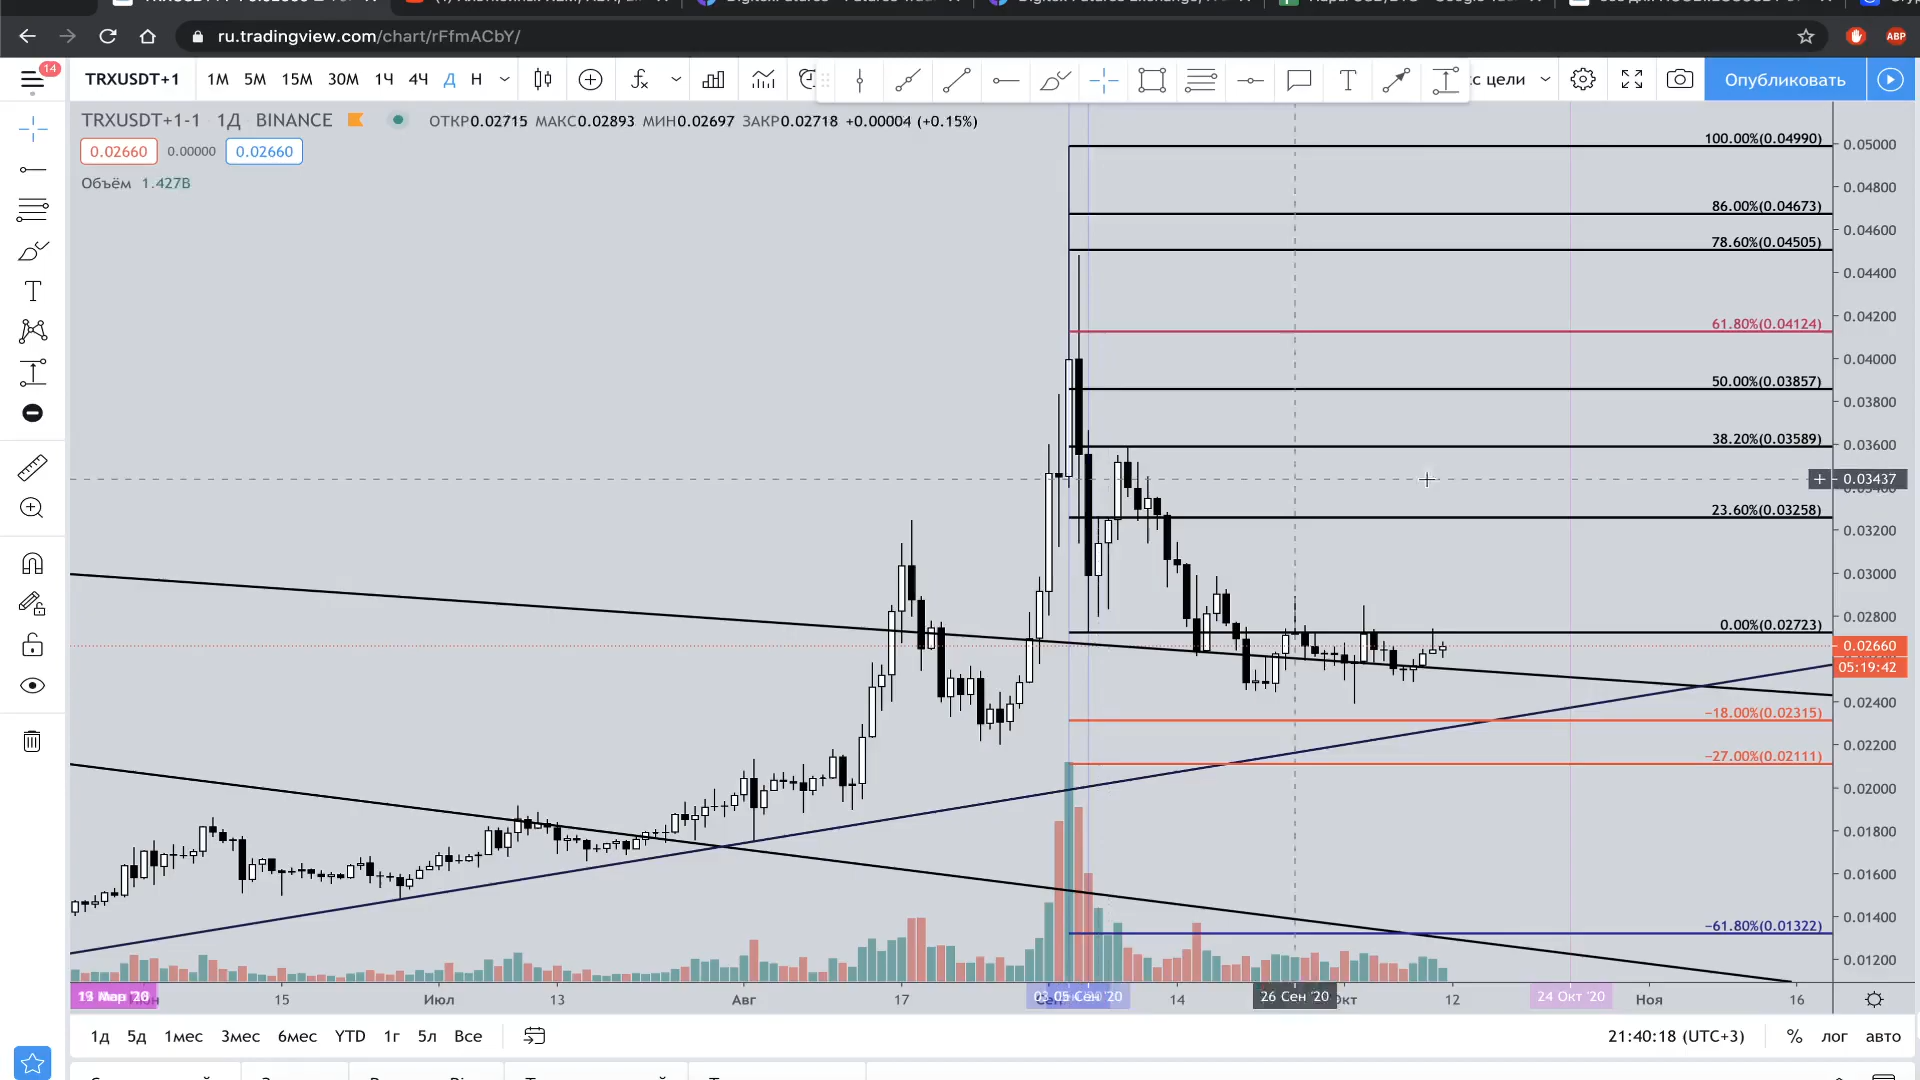 ru.tradingview.com/chart/rFfmACbY/
ABP
14
TRXUSDT+1
1М 5М 15М 30М 1Ч 4Ч Д Н
с цели
Опубликовать
TRXUSDT+1-1 1Д BINANCE
ОТКР0.02715 МАКС0.02893 МИН0.02697 ЗАКР0.02718 +0.00004 (+0.15%)
0.02660 0.00000 0.02660
Объём 1.427B
100.00%(0.04990)
86.00%(0.04673)
78.60%(0.04505)
61.80%(0.04124)
50.00%(0.03857)
38.20%(0.03589)
23.60%(0.03258)
0.00%(0.02723)
−18.00%(0.02315)
−27.00%(0.02111)
−61.80%(0.01322)
0.05000
0.04800
0.04600
0.04400
0.04200
0.04000
0.03800
0.03600
0.03437
0.03200
0.03000
0.02800
0.02660
05:19:42
0.02400
0.02200
0.02000
0.01800
0.01600
0.01400
0.01200
15 Июл 13 Авг 17 14 26 Сен '20 12 24 Окт '20 Ноя 16
1д 5д 1мес 3мес 6мес YTD 1г 5л Все
21:40:18 (UTC+3) % лог авто